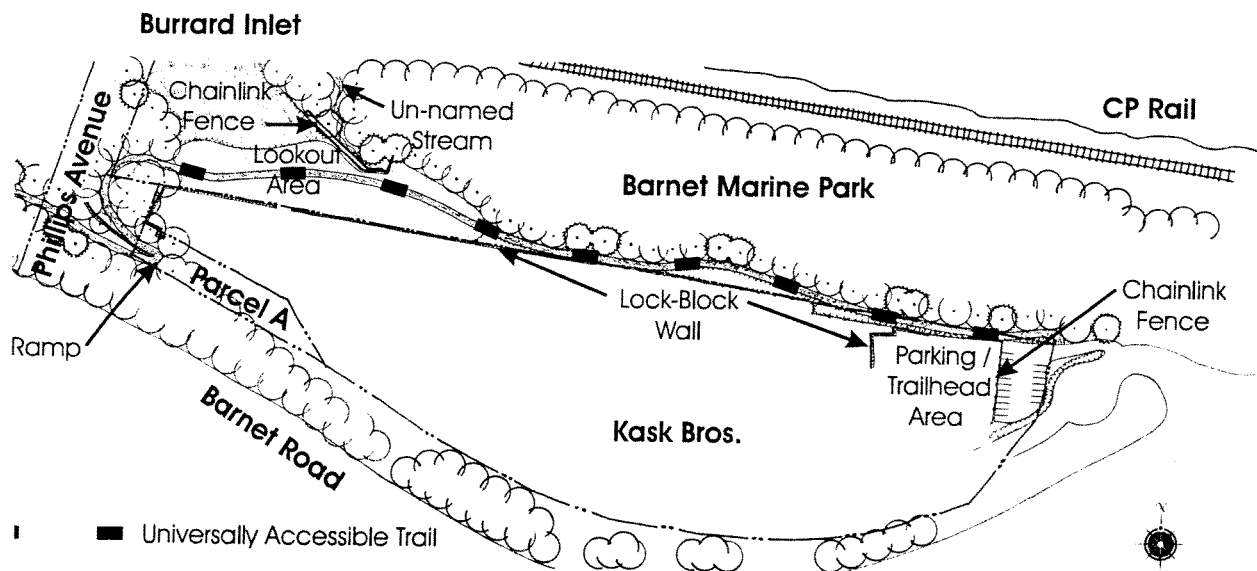 Burrard Inlet
Chainlink
Fence
Un-named
Stream
CP Rail
Lookout
Area
Barnet Marine Park
Phillips Avenue
Parcel A
Lock-Block
Wall
Chainlink
Fence
Ramp
Parking /
Trailhead
Area
Barnet Road
Kask Bros.
Universally Accessible Trail